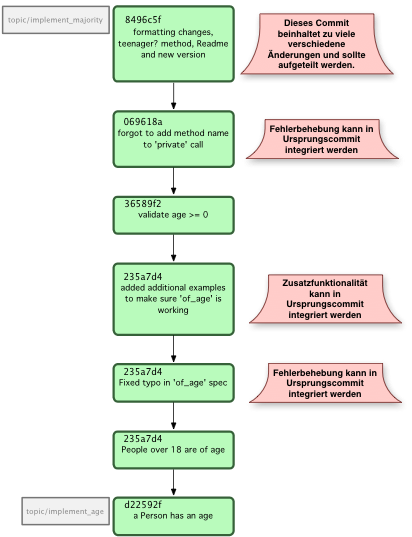 topic/implement_majority
8496c5f
formatting changes,
teenager? method, Readme
and new version
Dieses Commit
beinhaltet zu viele
verschiedene
Änderungen und sollte
aufgeteilt werden.
069618a
forgot to add method name
to 'private' call
Fehlerbehebung kann in
Ursprungscommit
integriert werden
36589f2
validate age >= 0
235a7d4
added additional examples
to make sure 'of_age' is
working
Zusatzfunktionalität
kann in
Ursprungscommit
integriert werden
235a7d4
Fixed typo in 'of_age' spec
Fehlerbehebung kann in
Ursprungscommit
integriert werden
235a7d4
People over 18 are of age
topic/implement_age
d22592f
a Person has an age